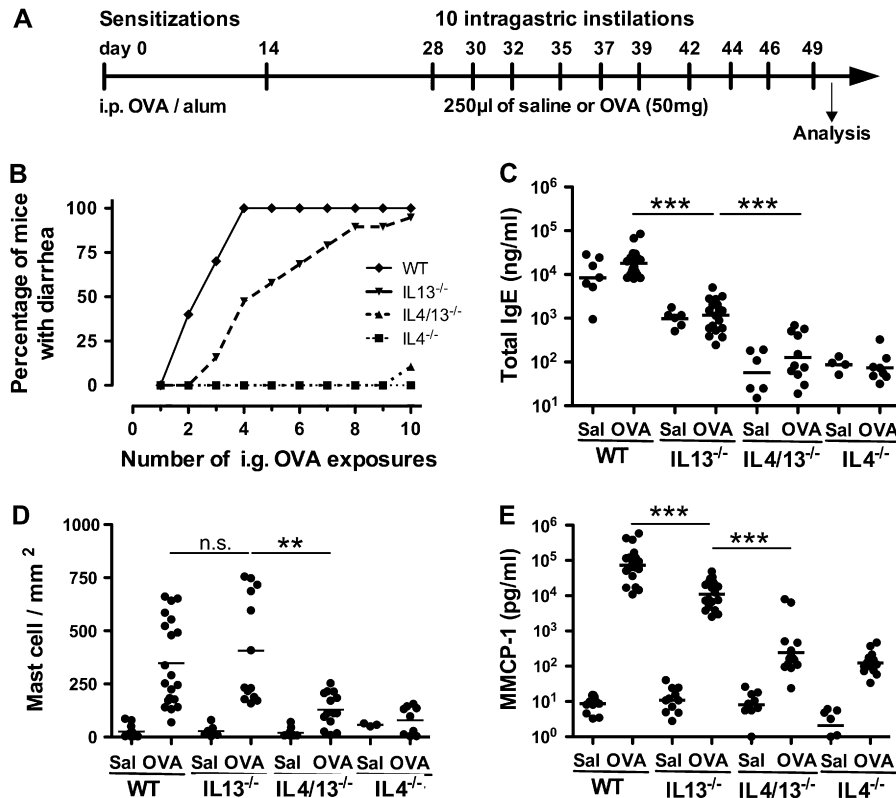 A
Sensitizations
10 intragastric instilations
day 0 14 28 30 32 35 37 39 42 44 46 49
i.p. OVA / alum
250µl of saline or OVA (50mg)
Analysis
B
Percentage of mice
with diarrhea
100
75
50
25
0
0 2 4 6 8 10
Number of i.g. OVA exposures
WT
IL13-/-
IL4/13-/-
IL4-/-
C
Total IgE (ng/ml)
10^6
10^5
10^4
10^3
10^2
10^1
*** ***
Sal OVA Sal OVA Sal OVA Sal OVA
WT IL13-/- IL4/13-/- IL4-/-
D
Mast cell / mm 2
1000
750
500
250
0
n.s. **
Sal OVA Sal OVA Sal OVA Sal OVA
WT IL13-/- IL4/13-/- IL4-/-.
E
MMCP-1 (pg/ml)
10^6
10^5
10^4
10^3
10^2
10^1
10^0
***
***
Sal OVA Sal OVA Sal OVA Sal OVA
WT IL13-/- IL4/13-/- IL4-/-